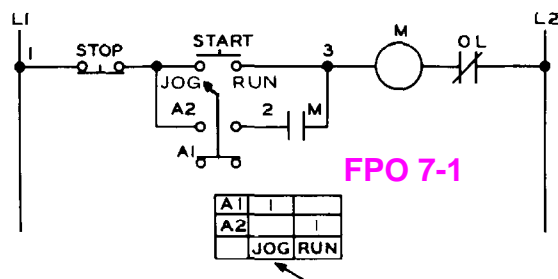 L1
L2
1
STOP
START
3
M
OL
JOG
RUN
A2
2
M
A1
FPO 7-1
A1 1
A2 1
JOG RUN